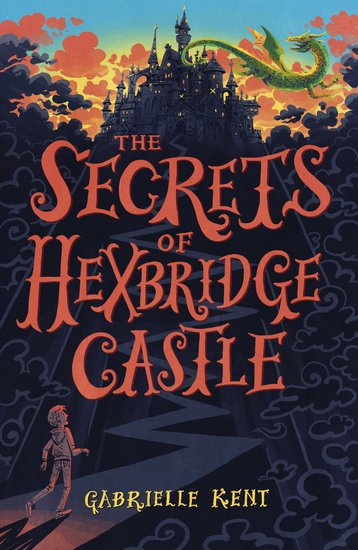 THE
SECRETS
OF
HEXBRIDGE
CASTLE
GABRIELLE KENT